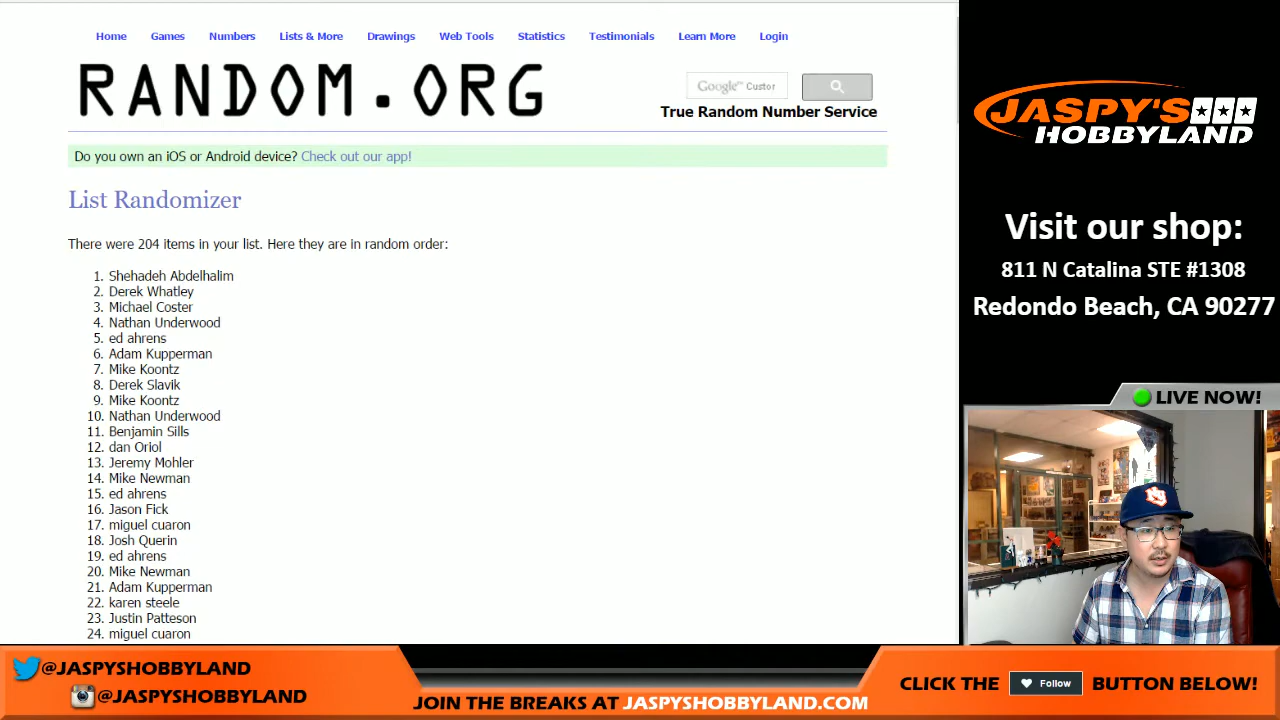 Home Games Numbers Lists & More Drawings Web Tools Statistics Testimonials Learn More Login
RANDOM.ORG
Google™ Custor
True Random Number Service
Do you own an iOS or Android device? Check out our app!
List Randomizer
There were 204 items in your list. Here they are in random order:
1. Shehadeh Abdelhalim
2. Derek Whatley
3. Michael Coster
4. Nathan Underwood
5. ed ahrens
6. Adam Kupperman
7. Mike Koontz
8. Derek Slavik
9. Mike Koontz
10. Nathan Underwood
11. Benjamin Sills
12. dan Oriol
13. Jeremy Mohler
14. Mike Newman
15. ed ahrens
16. Jason Fick
17. miguel cuaron
18. Josh Querin
19. ed ahrens
20. Mike Newman
21. Adam Kupperman
22. karen steele
23. Justin Patteson
24. miguel cuaron
JASPY'S
HOBBYLAND
Visit our shop:
811 N Catalina STE #1308
Redondo Beach, CA 90277
LIVE NOW!
@JASPYSHOBBYLAND
@JASPYSHOBBYLAND
JOIN THE BREAKS AT JASPYSHOBBYLAND.COM
CLICK THE Follow BUTTON BELOW!